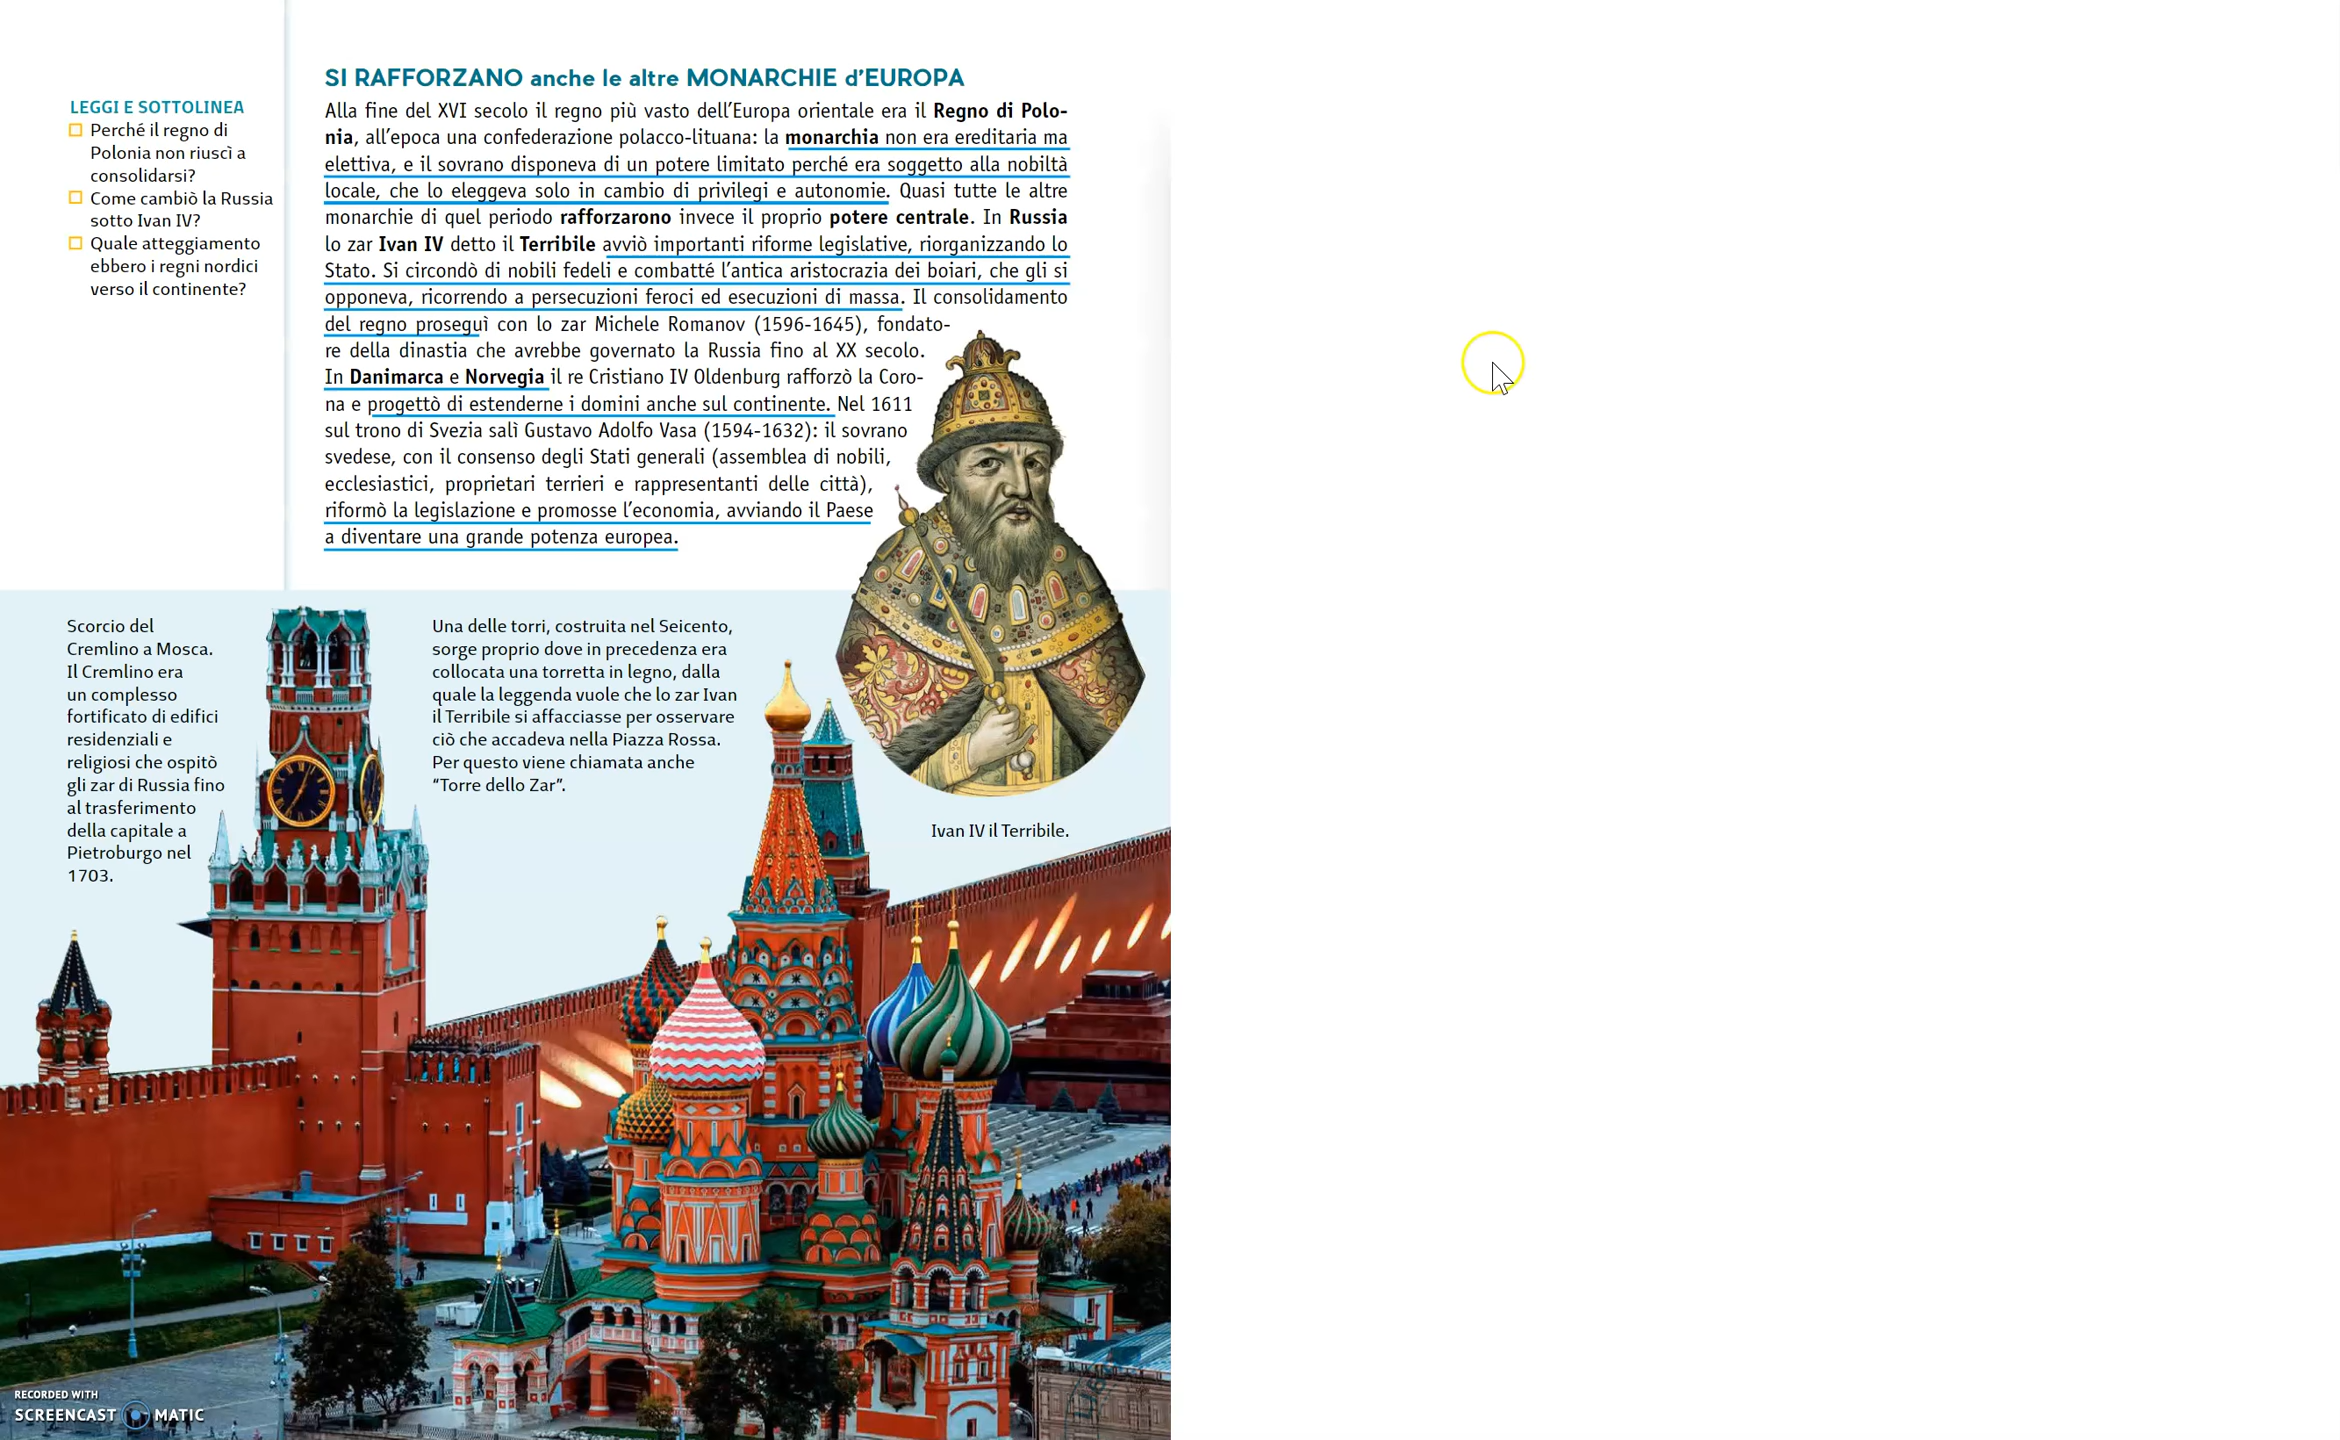 SI RAFFORZANO anche le altre MONARCHIE d'EUROPA
LEGGI E SOTTOLINEA
Perché il regno di
Polonia non riuscì a
consolidarsi?
Come cambiò la Russia
sotto Ivan IV?
Quale atteggiamento
ebbero i regni nordici
verso il continente?
Alla fine del XVI secolo il regno più vasto dell'Europa orientale era il Regno di Polo-
nia, all'epoca una confederazione polacco-lituana: la monarchia non era ereditaria ma
elettiva, e il sovrano disponeva di un potere limitato perché era soggetto alla nobiltà
locale, che lo eleggeva solo in cambio di privilegi e autonomie. Quasi tutte le altre
monarchie di quel periodo rafforzarono invece il proprio potere centrale. In Russia
lo zar Ivan IV detto il Terribile avviò importanti riforme legislative, riorganizzando lo
Stato. Si circondò di nobili fedeli e combatté l'antica aristocrazia dei boiari, che gli si
opponeva, ricorrendo a persecuzioni feroci ed esecuzioni di massa. Il consolidamento
del regno proseguì con lo zar Michele Romanov (1596-1645), fondato-
re della dinastia che avrebbe governato la Russia fino al XX secolo.
In Danimarca e Norvegia il re Cristiano IV Oldenburg rafforzò la Coro-
na e progettò di estenderne i domini anche sul continente. Nel 1611
sul trono di Svezia salì Gustavo Adolfo Vasa (1594-1632): il sovrano
svedese, con il consenso degli Stati generali (assemblea di nobili,
ecclesiastici, proprietari terrieri e rappresentanti delle città),
riformò la legislazione e promosse l'economia, avviando il Paese
a diventare una grande potenza europea.
Scorcio del
Cremlino a Mosca.
Il Cremlino era
un complesso
fortificato di edifici
residenziali e
religiosi che ospitò
gli zar di Russia fino
al trasferimento
della capitale a
Pietroburgo nel
1703.
Una delle torri, costruita nel Seicento,
sorge proprio dove in precedenza era
collocata una torretta in legno, dalla
quale la leggenda vuole che lo zar Ivan
il Terribile si affacciasse per osservare
ciò che accadeva nella Piazza Rossa.
Per questo viene chiamata anche
"Torre dello Zar".
Ivan IV il Terribile.
RECORDED WITH
SCREENCAST MATIC